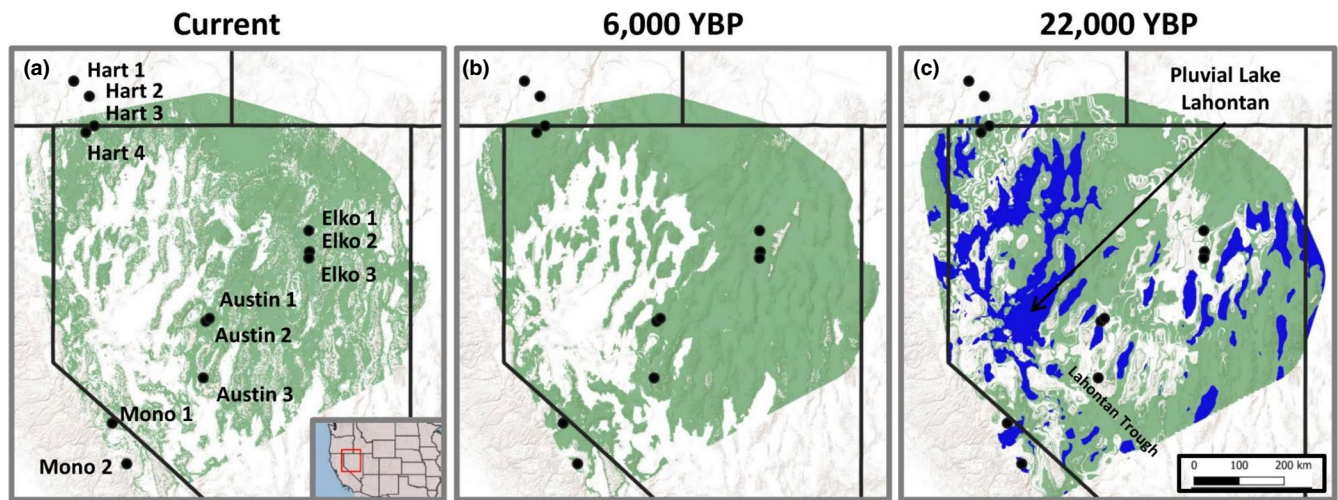 Current
6,000 YBP
22,000 YBP
(a)
Hart 1
Hart 2
Hart 3
Hart 4
Elko 1
Elko 2
Elko 3
Austin 1
Austin 2
Austin 3
Mono 1
Mono 2
(b)
(c)
Pluvial Lake
Lahontan
Lahontan Trough
0 100 200 km